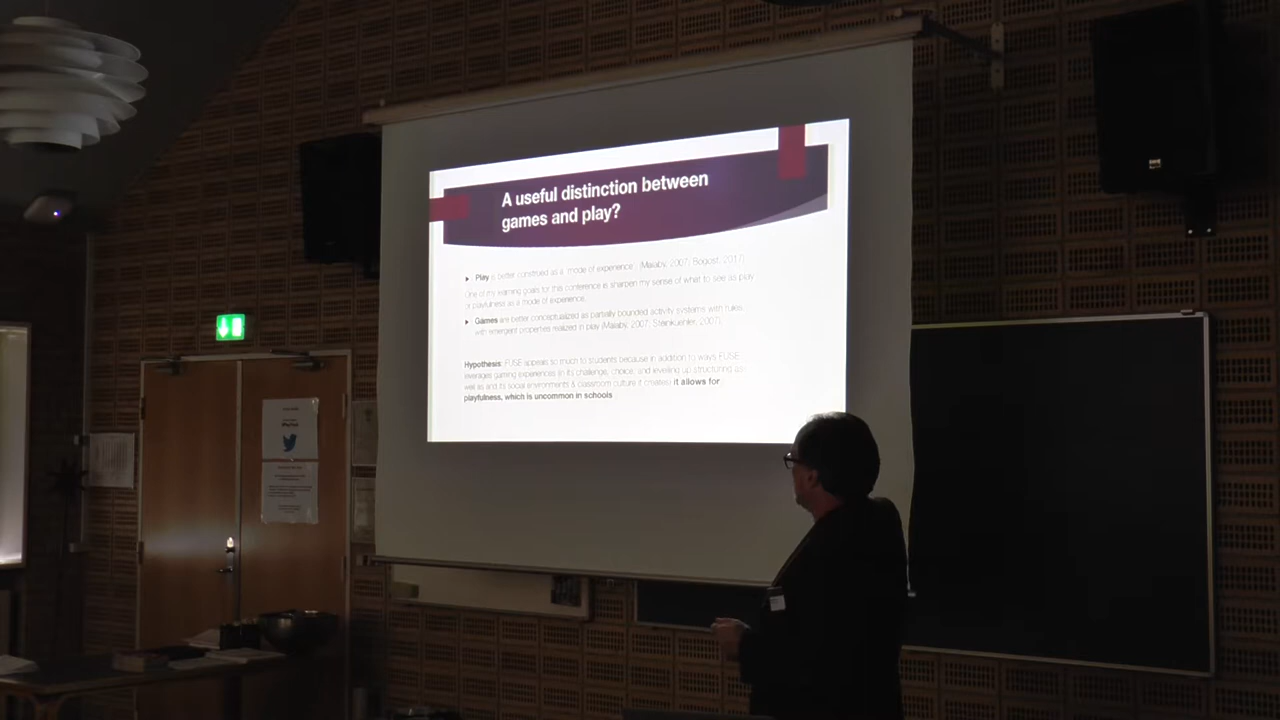 A useful distinction between
games and play?
▸ Play is better construed as a 'mode of experience' (Malaby, 2007; Bogost, 2017)
One of my learning goals for this conference is sharpen my sense of what to see as play
or playfulness as a mode of experience.
▸ Games are better conceptualized as partially bounded activity systems with rules
with emergent properties realized in play (Malaby, 2007; Steinkuehler, 2007).
Hypothesis: FUSE appeals so much to students because in addition to ways FUSE
leverages gaming experiences (in its challenge, choice, and levelling up structuring as
well as and its social environments & classroom culture it creates) it allows for
playfulness, which is uncommon in schools